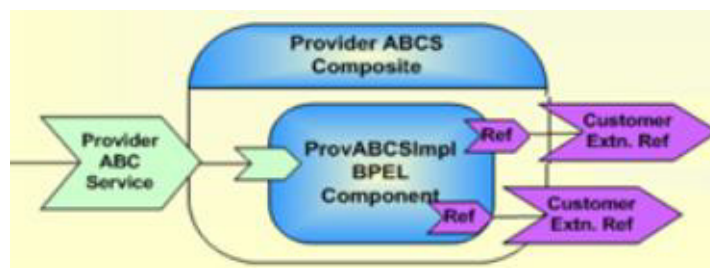 Provider ABCS
Composite
Provider
ABC
Service
ProvABCSImpl
BPEL
Component
Ref
Customer
Extn. Ref
Ref
Customer
Extn. Ref